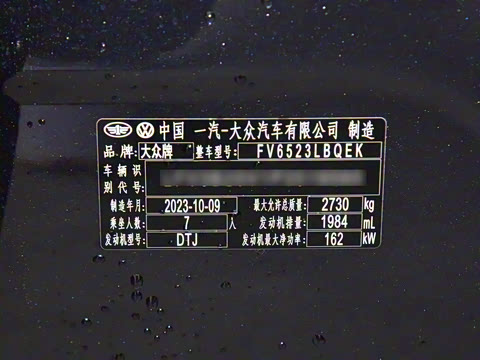 中国 一汽-大众汽车有限公司 制造
品牌: 大众牌 整车型号: FV6523LBQEK
车辆识
别代号:
制造年月: 2023-10-09 最大允许总质量: 2730 kg
乘坐人数: 7 人 发动机排量: 1984 mL
发动机型号: DTJ 发动机最大净功率: 162 kW